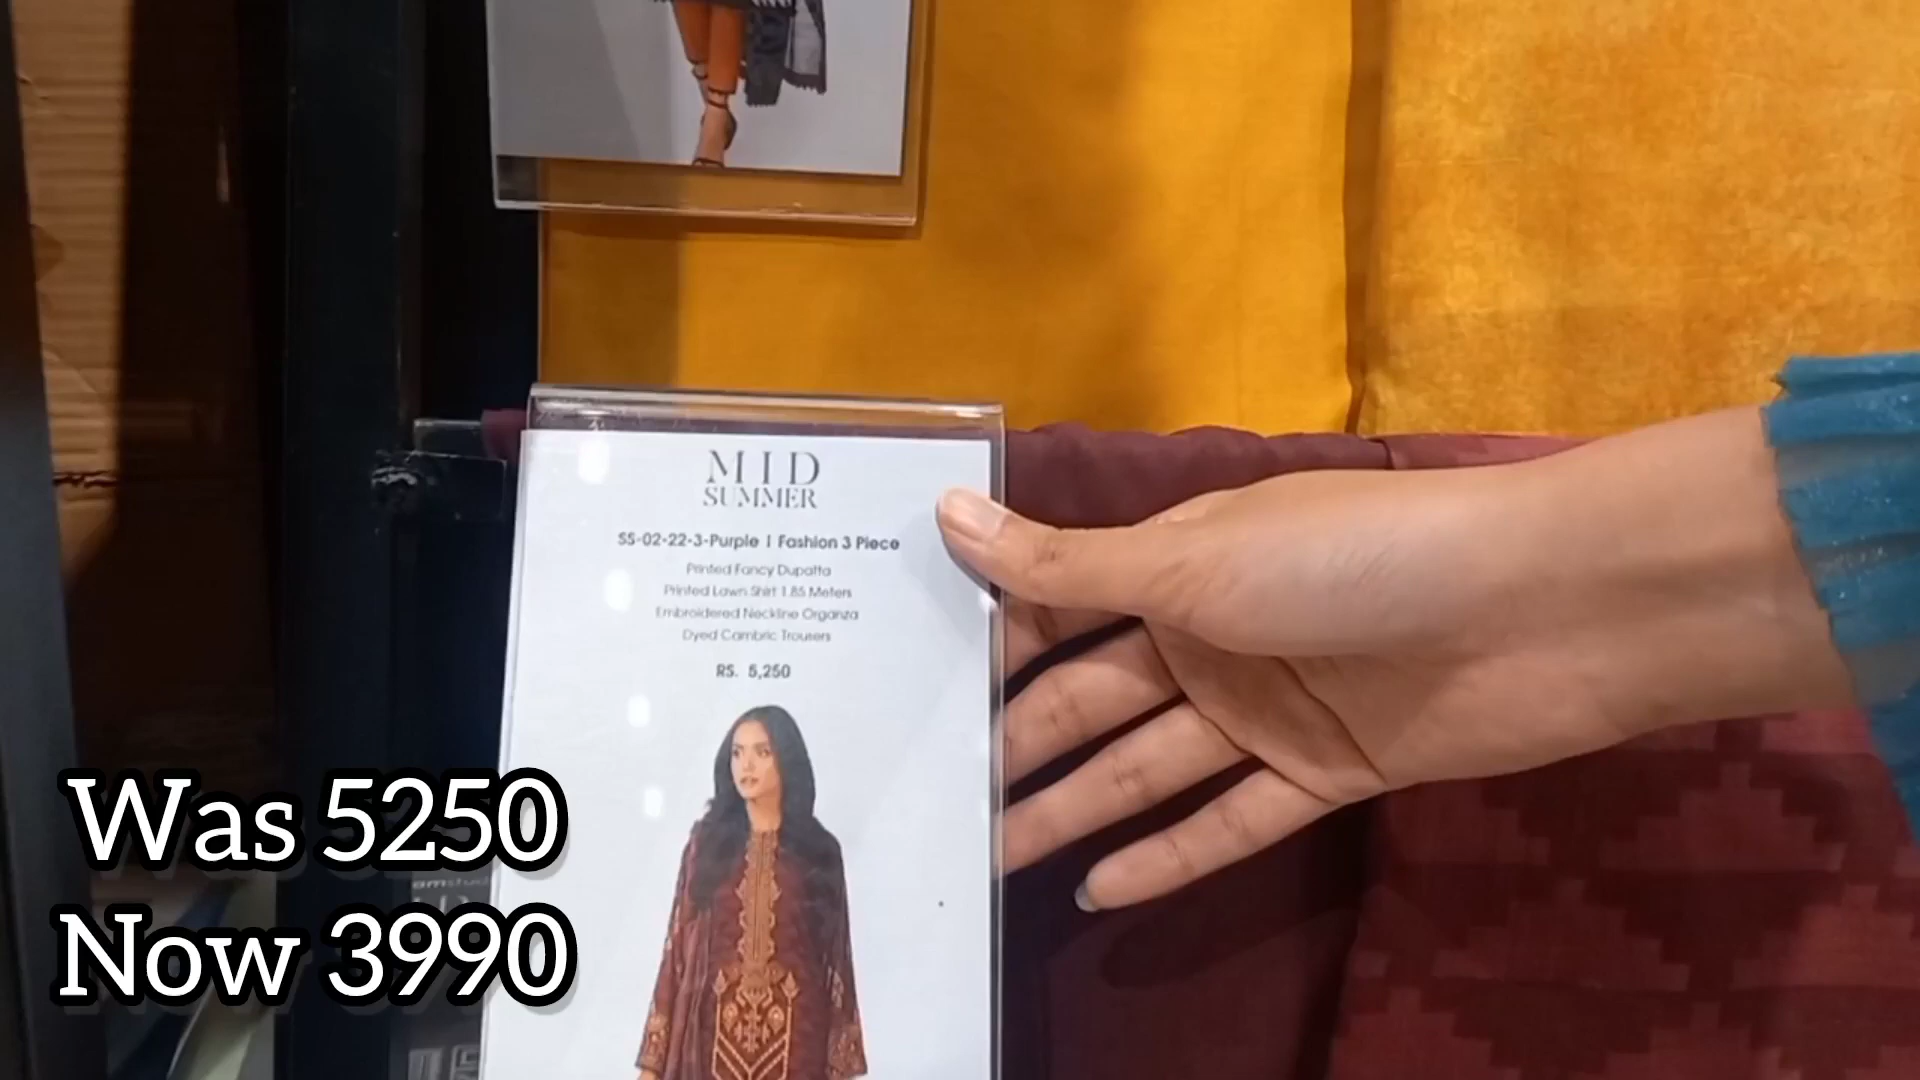 MID
SUMMER
SS-02-22-3-Purple | Fashion 3 Piece
Printed Fancy Dupatta
Printed Lawn Shirt 1.85 Meters
Embroidered Neckline Organza
Dyed Cambric Trousers
RS. 5,250
Was 5250
Now 3990